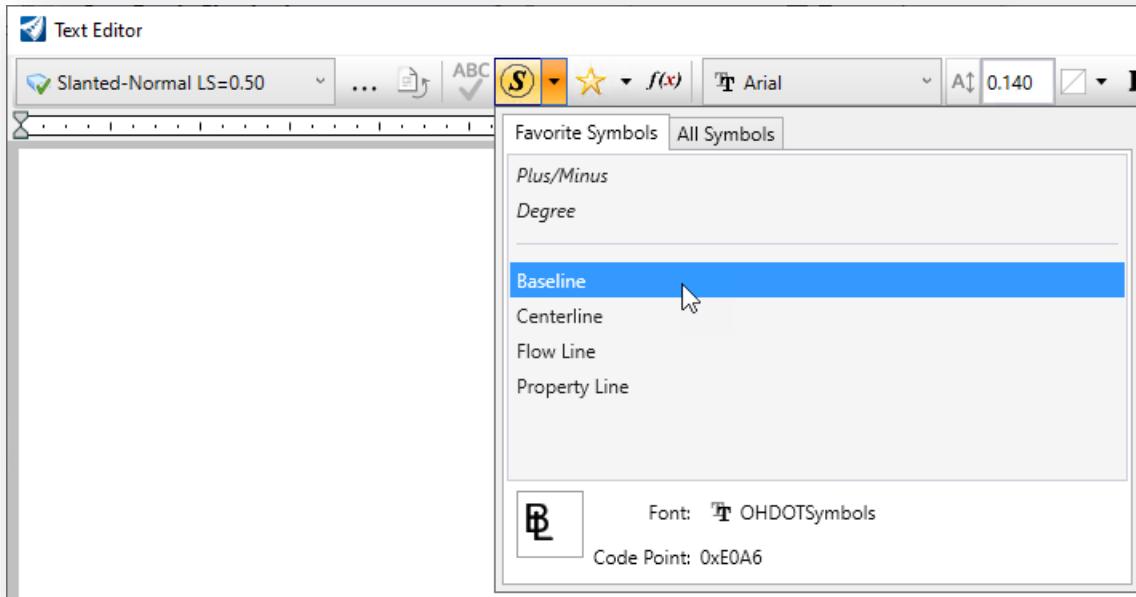 Text Editor
Slanted-Normal LS=0.50 ... ABC S f(x) Arial A 0.140
Favorite Symbols All Symbols
Plus/Minus
Degree
Baseline
Centerline
Flow Line
Property Line
BL Font: OHDOTSymbols
Code Point: 0xE0A6